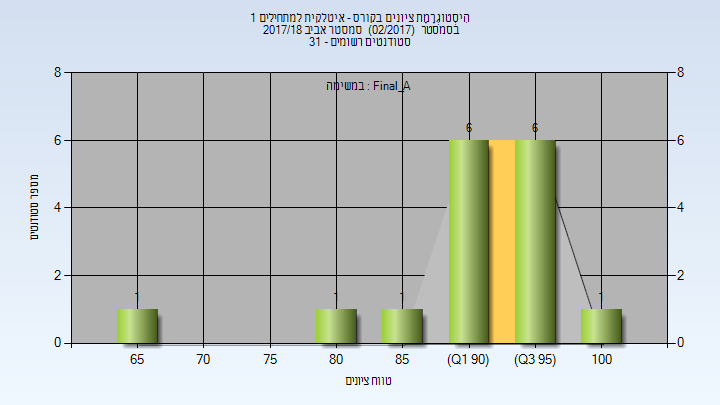 היסטוגרמת ציונים בקורס - איטלקית למתחילים 1
בסמסטר (02/2017) סמסטר אביב 2017/18
סטודנטים רשומים - 31
במשימה : Final_A
8 8
6 6
6 6
4 4
2 2
1 1 1 1
0 0
65 70 75 80 85 (Q1 90) (Q3 95) 100
מספר סטודנטים
טווח ציונים